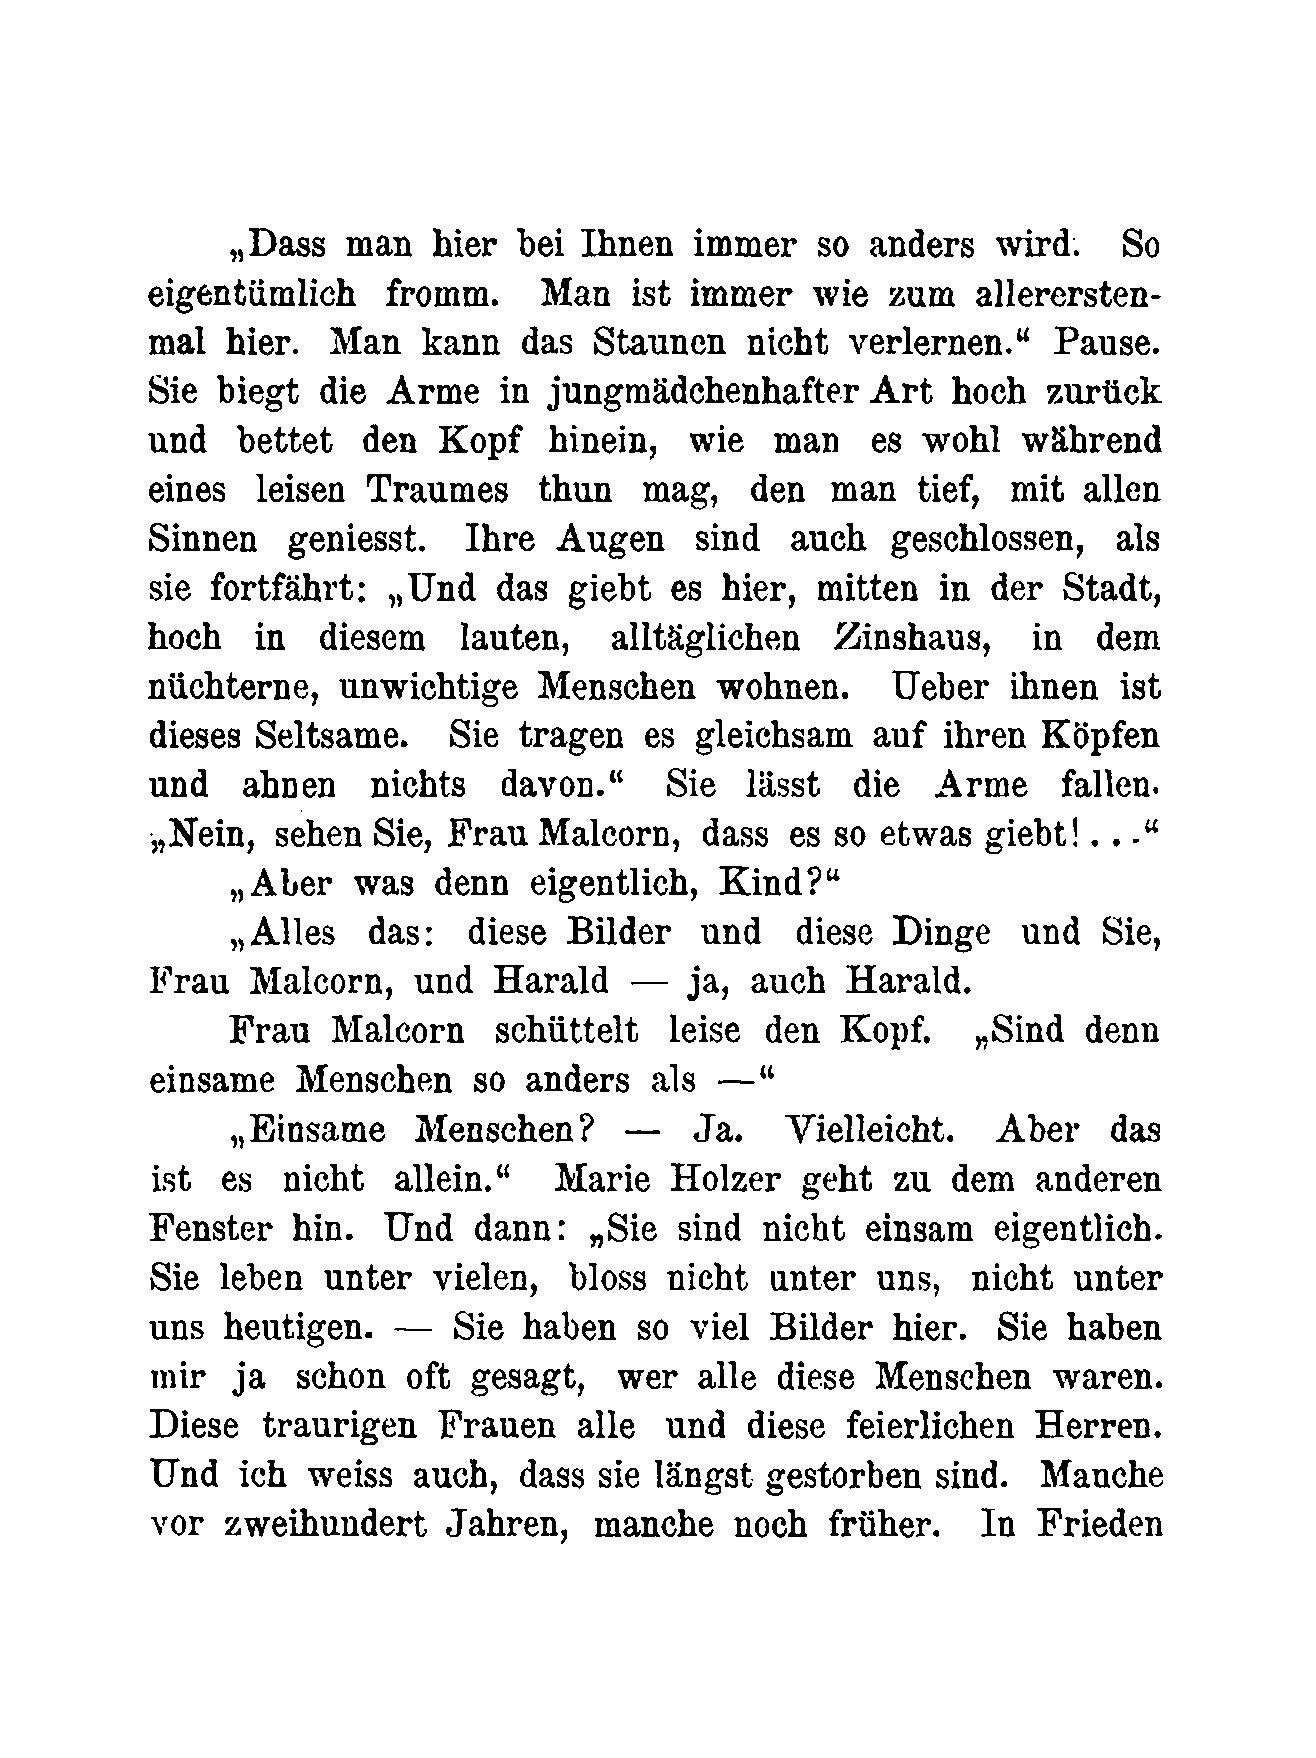 „Dass man hier bei Ihnen immer so anders wird. So
eigentümlich fromm. Man ist immer wie zum allerersten-
mal hier. Man kann das Staunen nicht verlernen.“ Pause.
Sie biegt die Arme in jungmädchenhafter Art hoch zurück
und bettet den Kopf hinein, wie man es wohl während
eines leisen Traumes thun mag, den man tief, mit allen
Sinnen geniesst. Ihre Augen sind auch geschlossen, als
sie fortfährt: „Und das giebt es hier, mitten in der Stadt,
hoch in diesem lauten, alltäglichen Zinshaus, in dem
nüchterne, unwichtige Menschen wohnen. Ueber ihnen ist
dieses Seltsame. Sie tragen es gleichsam auf ihren Köpfen
und ahnen nichts davon.“ Sie lässt die Arme fallen.
„Nein, sehen Sie, Frau Malcorn, dass es so etwas giebt! . . .“
„Aber was denn eigentlich, Kind?“
„Alles das: diese Bilder und diese Dinge und Sie,
Frau Malcorn, und Harald — ja, auch Harald.
Frau Malcorn schüttelt leise den Kopf. „Sind denn
einsame Menschen so anders als —“
„Einsame Menschen? — Ja. Vielleicht. Aber das
ist es nicht allein.“ Marie Holzer geht zu dem anderen
Fenster hin. Und dann: „Sie sind nicht einsam eigentlich.
Sie leben unter vielen, bloss nicht unter uns, nicht unter
uns heutigen. — Sie haben so viel Bilder hier. Sie haben
mir ja schon oft gesagt, wer alle diese Menschen waren.
Diese traurigen Frauen alle und diese feierlichen Herren.
Und ich weiss auch, dass sie längst gestorben sind. Manche
vor zweihundert Jahren, manche noch früher. In Frieden